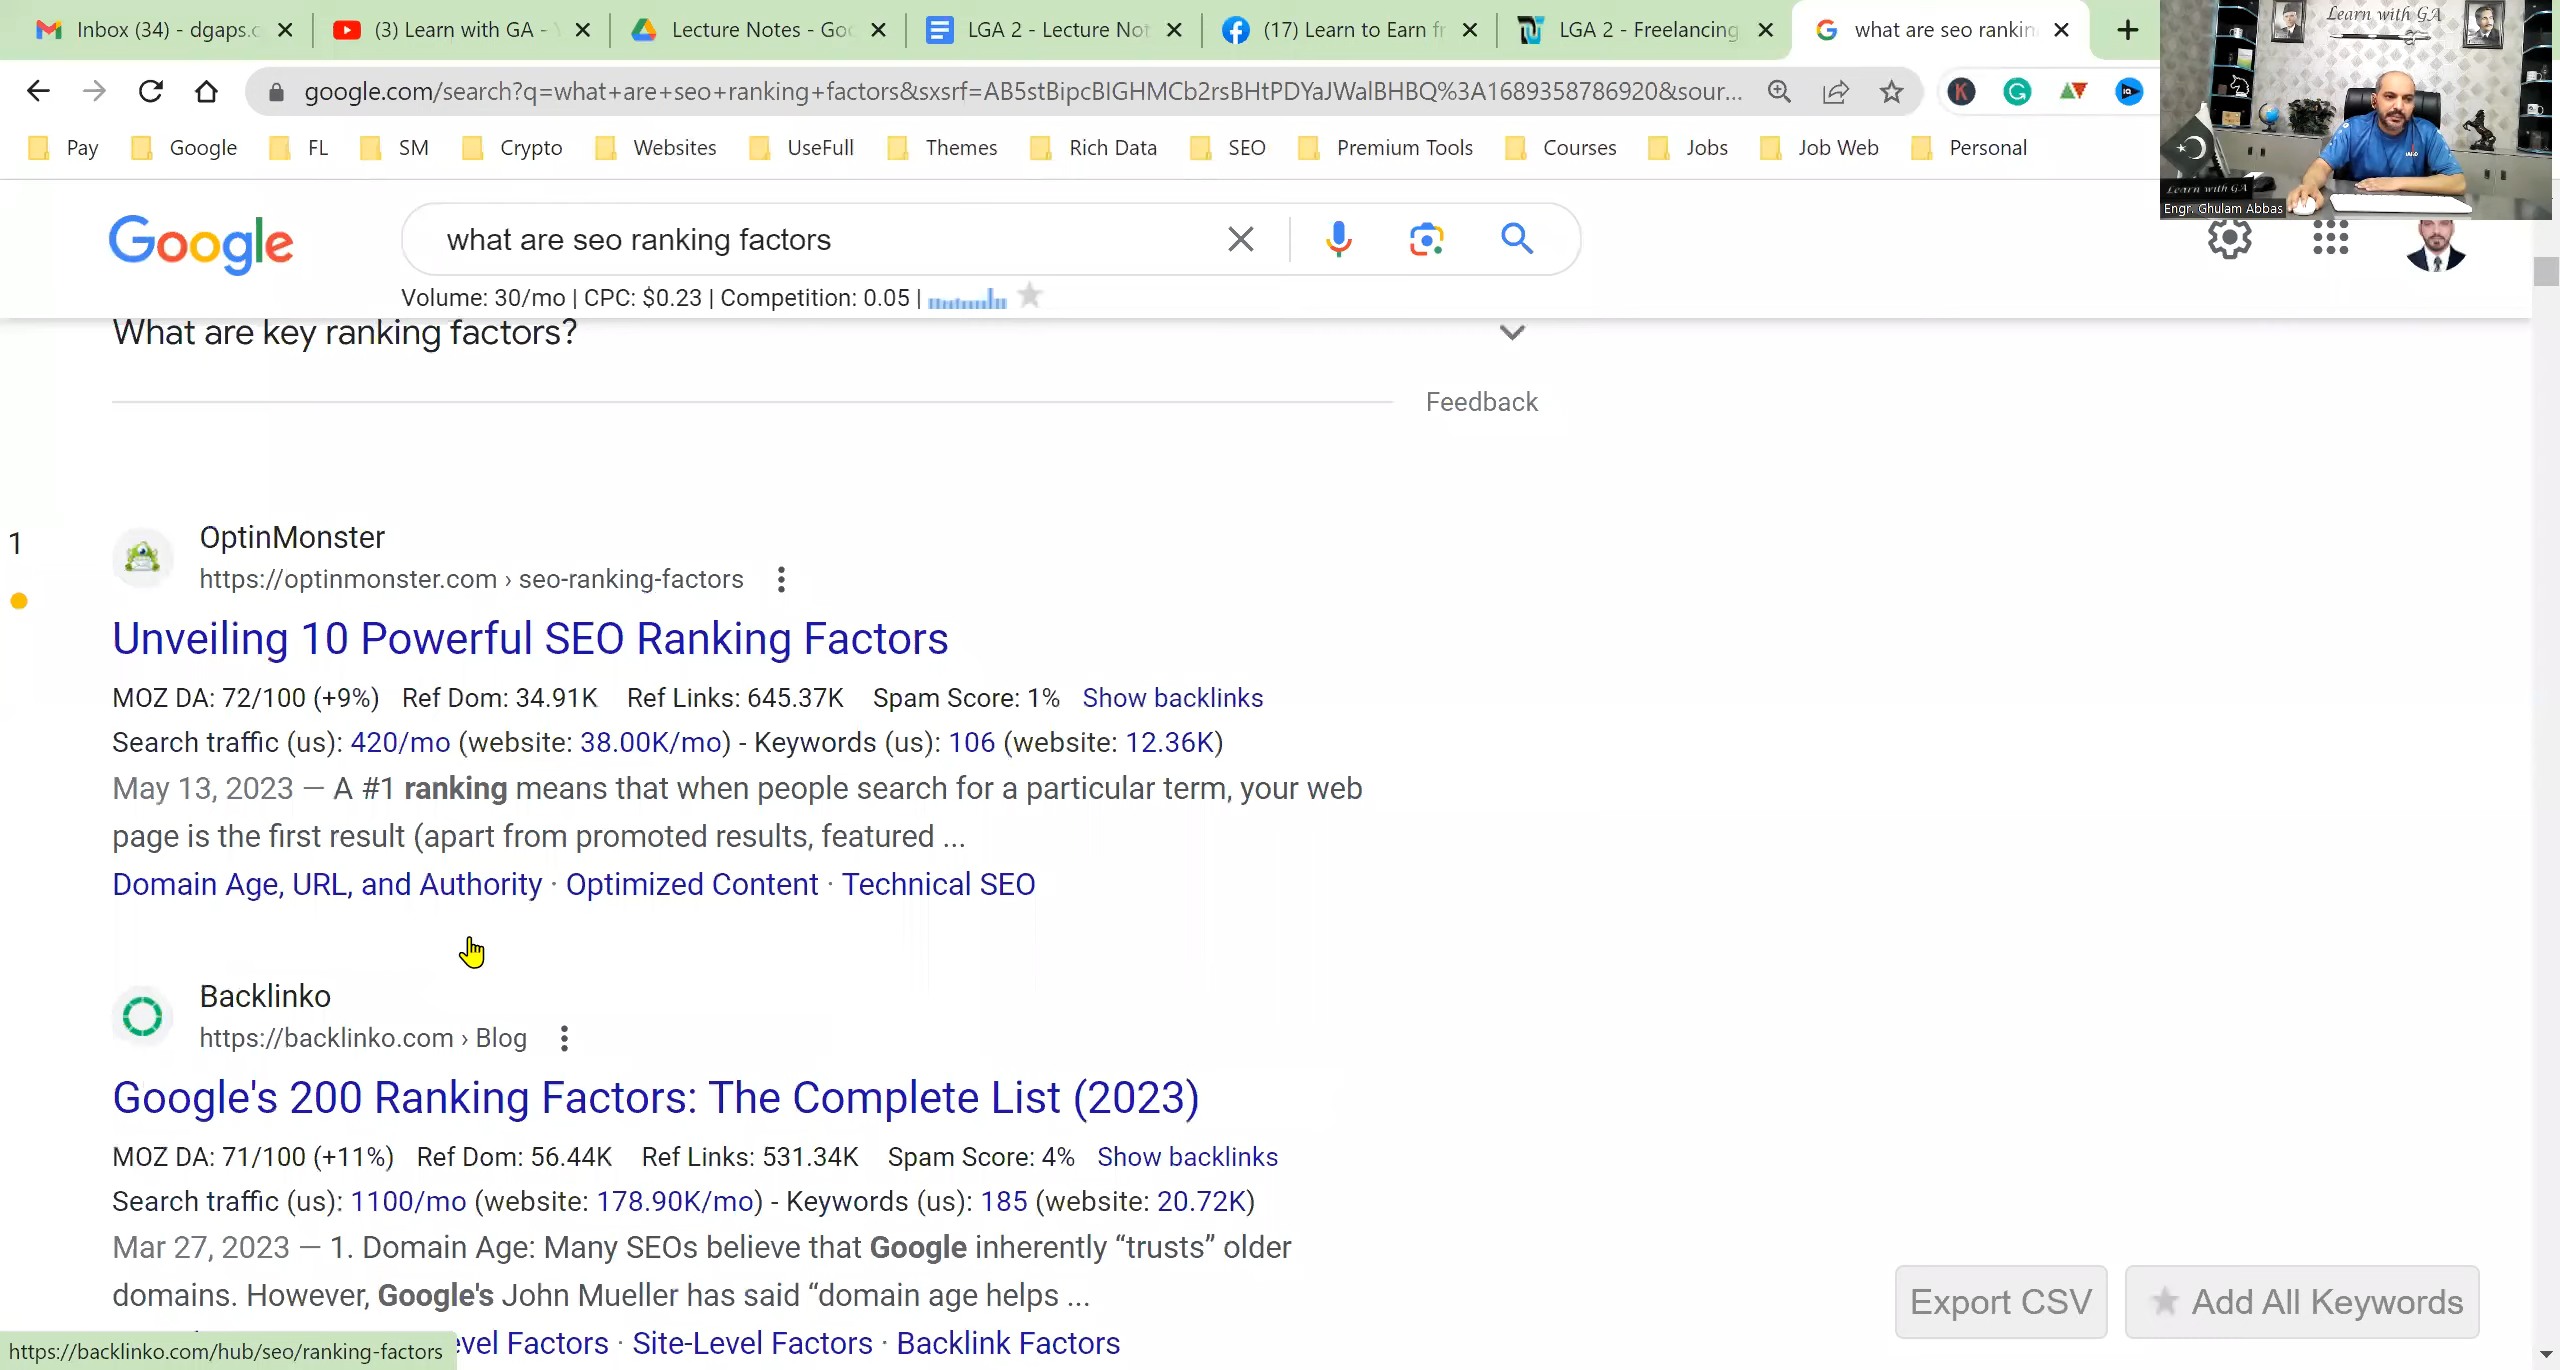 Inbox (34) - dgaps.c
(3) Learn with GA -
Lecture Notes - Goo
LGA 2 - Lecture Not
(17) Learn to Earn fr
LGA 2 - Freelancing
what are seo rankin
google.com/search?q=what+are+seo+ranking+factors&sxsrf=AB5stBipcBIGHMCb2rsBHtPDYaJWalBHBQ%3A1689358786920&sour...
Pay
Google
FL
SM
Crypto
Websites
UseFull
Themes
Rich Data
SEO
Premium Tools
Courses
Jobs
Job Web
Personal
Learn with GA
Learn with GA
Engr. Ghulam Abbas
Google
what are seo ranking factors
Volume: 30/mo | CPC: $0.23 | Competition: 0.05 |
What are key ranking factors?
Feedback
1
OptinMonster
https://optinmonster.com › seo-ranking-factors
Unveiling 10 Powerful SEO Ranking Factors
MOZ DA: 72/100 (+9%) Ref Dom: 34.91K Ref Links: 645.37K Spam Score: 1% Show backlinks
Search traffic (us): 420/mo (website: 38.00K/mo) - Keywords (us): 106 (website: 12.36K)
May 13, 2023 — A #1 ranking means that when people search for a particular term, your web
page is the first result (apart from promoted results, featured ...
Domain Age, URL, and Authority · Optimized Content · Technical SEO
Backlinko
https://backlinko.com › Blog
Google's 200 Ranking Factors: The Complete List (2023)
MOZ DA: 71/100 (+11%) Ref Dom: 56.44K Ref Links: 531.34K Spam Score: 4% Show backlinks
Search traffic (us): 1100/mo (website: 178.90K/mo) - Keywords (us): 185 (website: 20.72K)
Mar 27, 2023 — 1. Domain Age: Many SEOs believe that Google inherently “trusts” older
domains. However, Google's John Mueller has said “domain age helps ...
evel Factors · Site-Level Factors · Backlink Factors
Export CSV
Add All Keywords
https://backlinko.com/hub/seo/ranking-factors